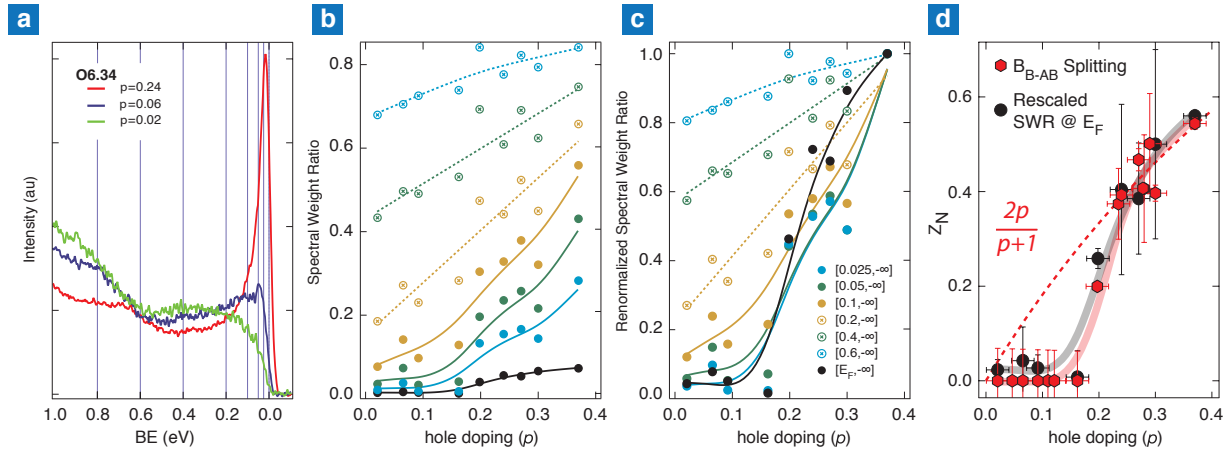 a
O6.34
p=0.24
p=0.06
p=0.02
Intensity (au)
1.0
0.8
0.6
0.4
0.2
0.0
BE (eV)
b
Spectral Weight Ratio
0.8
0.6
0.4
0.2
0.0
0.0
0.1
0.2
0.3
0.4
hole doping (p)
c
Renormalized Spectral Weight Ratio
1.0
0.8
0.6
0.4
0.2
0.0
[0.025,-∞]
[0.05,-∞]
[0.1,-∞]
[0.2,-∞]
[0.4,-∞]
[0.6,-∞]
[E_F,-∞]
0.0
0.1
0.2
0.3
0.4
hole doping (p)
d
B_B-AB Splitting
Rescaled
SWR @ E_F
Z_N
2p
p+1
0.6
0.4
0.2
0.0
0.0
0.1
0.2
0.3
0.4
hole doping (p)